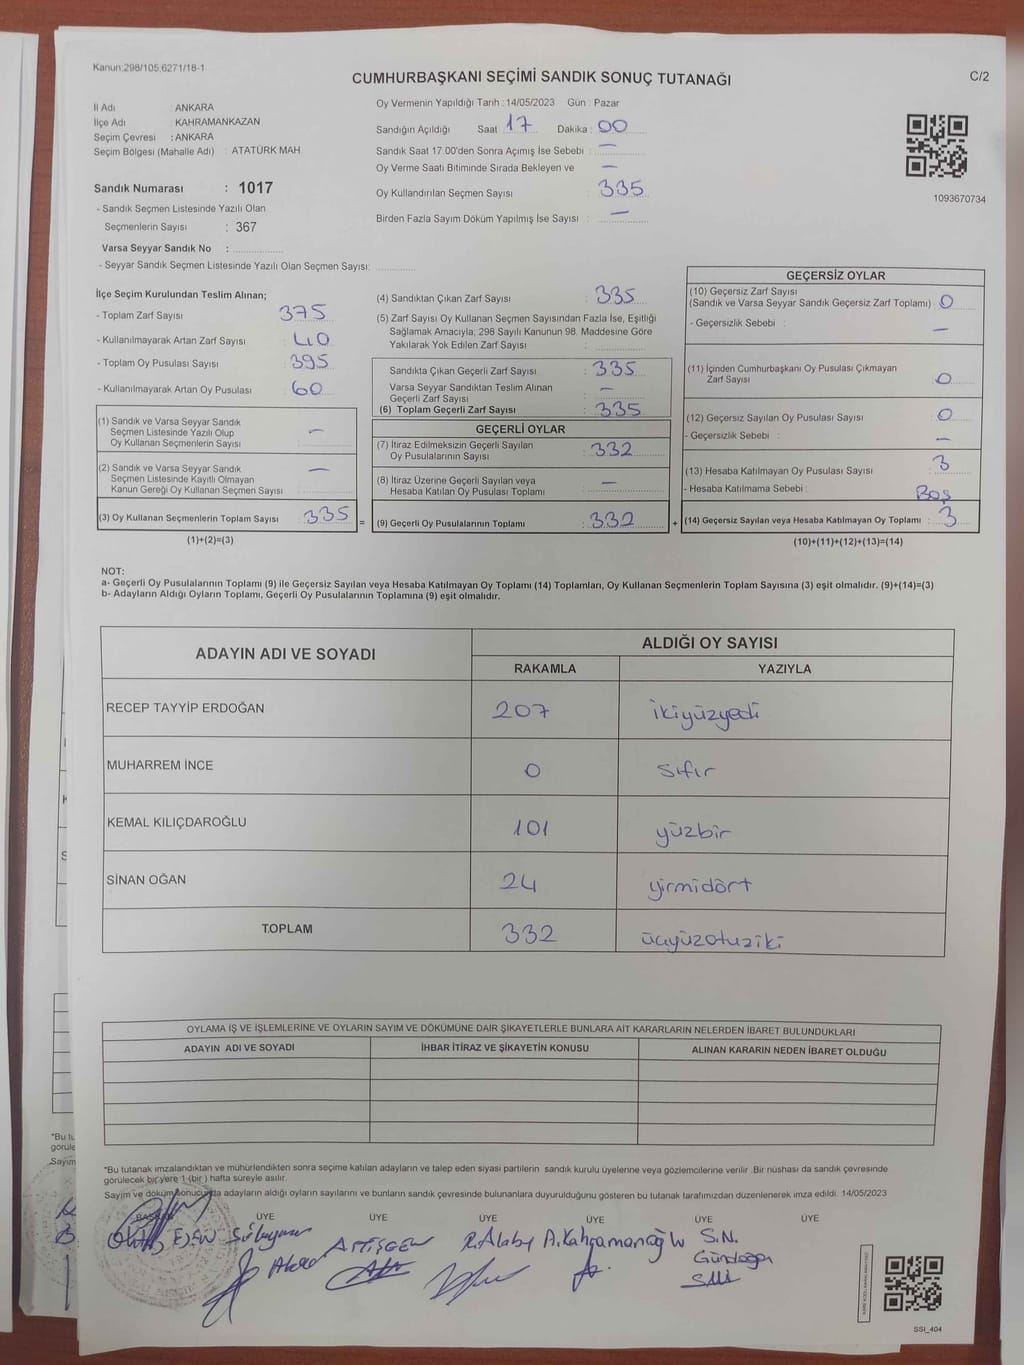 Kanun:298/105,6271/18-1
CUMHURBAŞKANI SEÇİMİ SANDIK SONUÇ TUTANAĞI
C/2
İl Adı : ANKARA
İlçe Adı : KAHRAMANKAZAN
Seçim Çevresi : ANKARA
Seçim Bölgesi (Mahalle Adı) : ATATÜRK MAH.
Sandık Numarası : 1017
- Sandık Seçmen Listesinde Yazılı Olan
Seçmenlerin Sayısı : 367
Varsa Seyyar Sandık No :
- Seyyar Sandık Seçmen Listesinde Yazılı Olan Seçmen Sayısı:
Oy Vermenin Yapıldığı Tarih : 14/05/2023 Gün : Pazar
Sandığın Açıldığı Saat 17 Dakika : 00
Sandık Saat 17.00'den Sonra Açımış İse Sebebi : —
Oy Verme Saati Bitiminde Sırada Bekleyen ve —
Oy Kullandırılan Seçmen Sayısı : 335
Birden Fazla Sayım Döküm Yapılmış İse Sayısı : —
1093670734
İlçe Seçim Kurulundan Teslim Alınan;
- Toplam Zarf Sayısı : 375
- Kullanılmayarak Artan Zarf Sayısı : 40
- Toplam Oy Pusulası Sayısı : 395
- Kullanılmayarak Artan Oy Pusulası : 60
(1) Sandık ve Varsa Seyyar Sandık
Seçmen Listesinde Yazılı Olup
Oy Kullanan Seçmenlerin Sayısı : —
(2) Sandık ve Varsa Seyyar Sandık
Seçmen Listesinde Kayıtlı Olmayan
Kanun Gereği Oy Kullanan Seçmen Sayısı : —
(3) Oy Kullanan Seçmenlerin Toplam Sayısı : 335
(1)+(2)=(3)
=
(4) Sandıktan Çıkan Zarf Sayısı : 335
(5) Zarf Sayısı Oy Kullanan Seçmen Sayısından Fazla İse, Eşitliği
Sağlamak Amacıyla; 298 Sayılı Kanunun 98. Maddesine Göre
Yakılarak Yok Edilen Zarf Sayısı :
Sandıkta Çıkan Geçerli Zarf Sayısı : 335
Varsa Seyyar Sandıktan Teslim Alınan
Geçerli Zarf Sayısı : —
(6) Toplam Geçerli Zarf Sayısı : 335
GEÇERLİ OYLAR
(7) İtiraz Edilmeksizin Geçerli Sayılan
Oy Pusulalarının Sayısı : 332
(8) İtiraz Üzerine Geçerli Sayılan veya
Hesaba Katılan Oy Pusulası Toplamı : —
(9) Geçerli Oy Pusulalarının Toplamı : 332
+
GEÇERSİZ OYLAR
(10) Geçersiz Zarf Sayısı
(Sandık ve Varsa Seyyar Sandık Geçersiz Zarf Toplamı) : 0
- Geçersizlik Sebebi : —
(11) İçinden Cumhurbaşkanı Oy Pusulası Çıkmayan
Zarf Sayısı : 0
(12) Geçersiz Sayılan Oy Pusulası Sayısı : 0
- Geçersizlik Sebebi : —
(13) Hesaba Katılmayan Oy Pusulası Sayısı : 3
- Hesaba Katılmama Sebebi : Boş
(14) Geçersiz Sayılan veya Hesaba Katılmayan Oy Toplamı : 3
(10)+(11)+(12)+(13)=(14)
NOT:
a- Geçerli Oy Pusulalarının Toplamı (9) ile Geçersiz Sayılan veya Hesaba Katılmayan Oy Toplamı (14) Toplamları, Oy Kullanan Seçmenlerin Toplam Sayısına (3) eşit olmalıdır. (9)+(14)=(3)
b- Adayların Aldığı Oyların Toplamı, Geçerli Oy Pusulalarının Toplamına (9) eşit olmalıdır.
ADAYIN ADI VE SOYADI
ALDIĞI OY SAYISI
RAKAMLA YAZIYLA
RECEP TAYYİP ERDOĞAN 207 ikiyüzyedi
MUHARREM İNCE 0 sıfır
KEMAL KILIÇDAROĞLU 101 yüzbir
SİNAN OĞAN 24 yirmidört
TOPLAM 332 üçyüzotuziki
OYLAMA İŞ VE İŞLEMLERİNE VE OYLARIN SAYIM VE DÖKÜMÜNE DAİR ŞİKAYETLERLE BUNLARA AİT KARARLARIN NELERDEN İBARET BULUNDUKLARI
ADAYIN ADI VE SOYADI İHBAR İTİRAZ VE ŞİKAYETİN KONUSU ALINAN KARARIN NEDEN İBARET OLDUĞU
*Bu tutanak imzalandıktan ve mühürlendikten sonra seçime katılan adayların ve talep eden siyasi partilerin sandık kurulu üyelerine veya gözlemcilerine verilir .Bir nüshası da sandık çevresinde
görülecek bir yere 1 (bir ) hafta süreyle asılır.
Sayım ve döküm sonucunda adayların aldığı oyların sayılarını ve bunların sandık çevresinde bulunanlara duyurulduğunu gösteren bu tutanak tarafımızdan düzenlenerek imza edildi. 14/05/2023
BAŞKAN ÜYE ÜYE ÜYE ÜYE ÜYE ÜYE
Süleyman A.Kahramanoğlu S.N.
Gündoğan
SSI_404